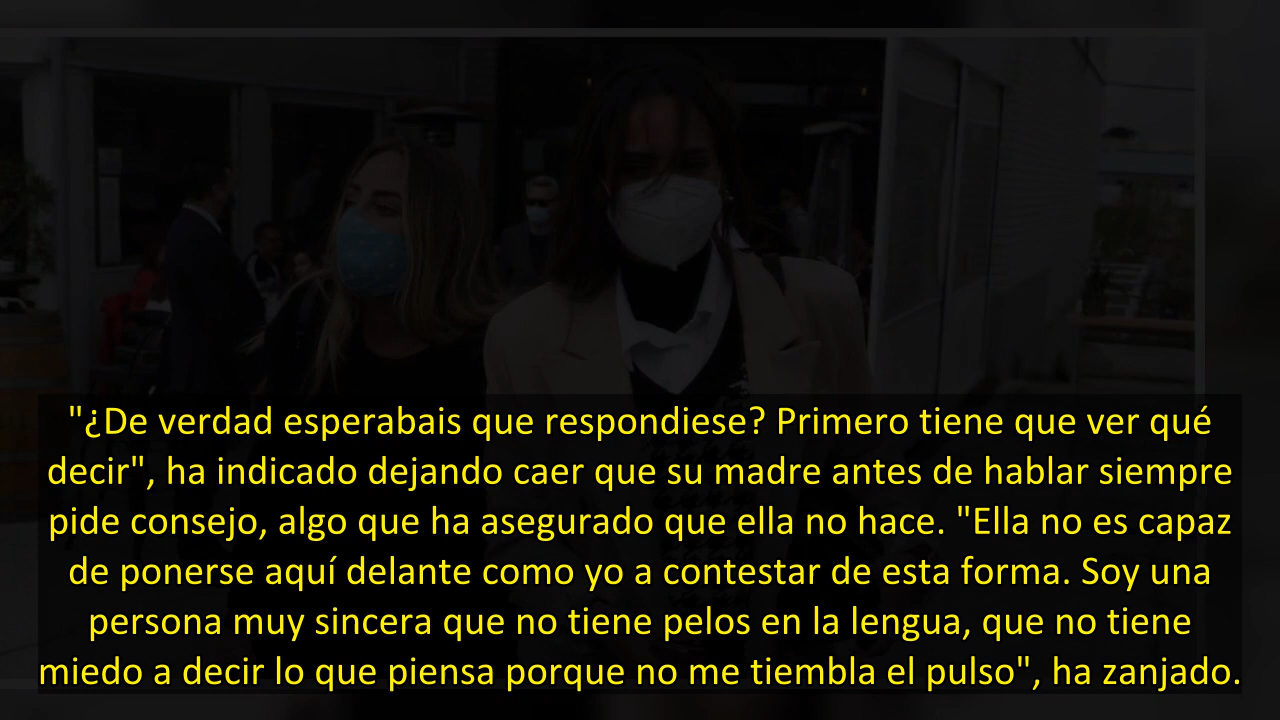 "¿De verdad esperabais que respondiese? Primero tiene que ver qué
decir", ha indicado dejando caer que su madre antes de hablar siempre
pide consejo, algo que ha asegurado que ella no hace. "Ella no es capaz
de ponerse aquí delante como yo a contestar de esta forma. Soy una
persona muy sincera que no tiene pelos en la lengua, que no tiene
miedo a decir lo que piensa porque no me tiembla el pulso", ha zanjado.